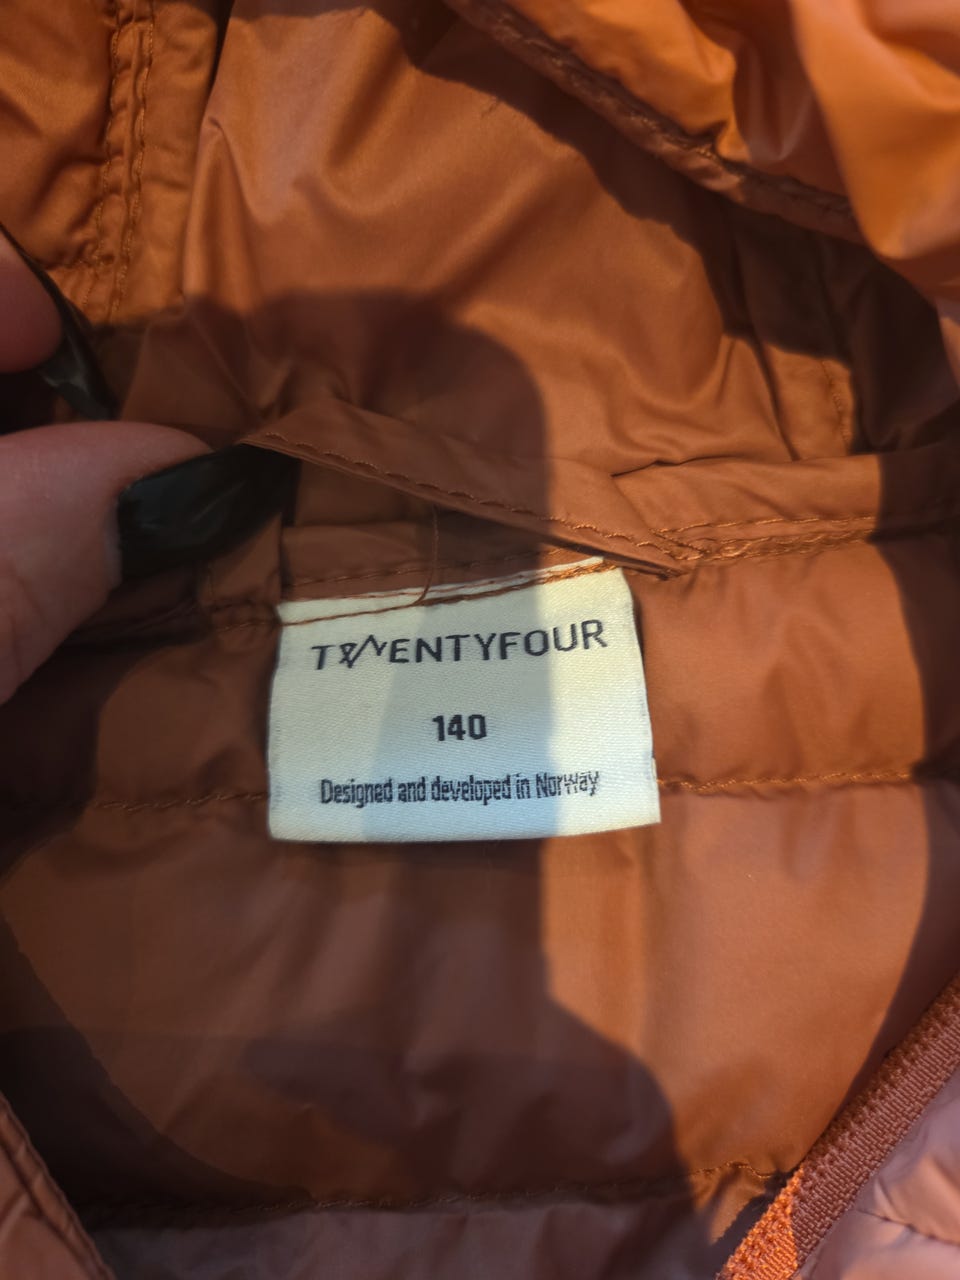 TWENTYFOUR
140
Designed and developed in Norway